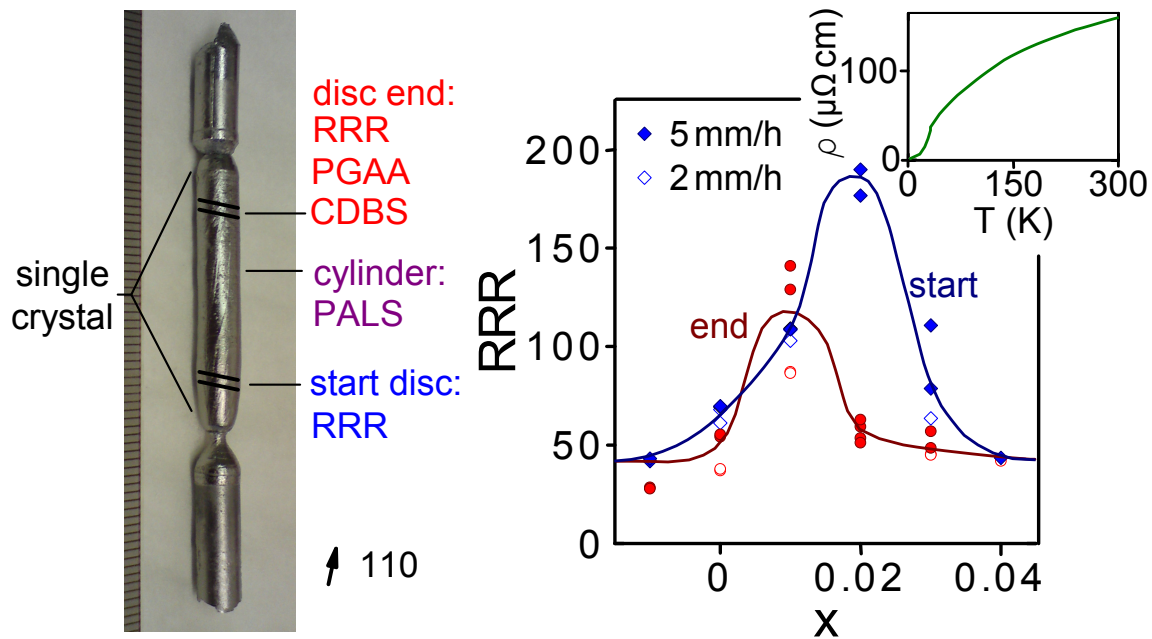 disc end:
RRR
PGAA
CDBS
single
crystal
cylinder:
PALS
start disc:
RRR
110
RRR
200
150
100
50
0
0
0.02
0.04
x
5 mm/h
2 mm/h
end
start
ρ (μΩcm)
100
0
0
150
300
T (K)